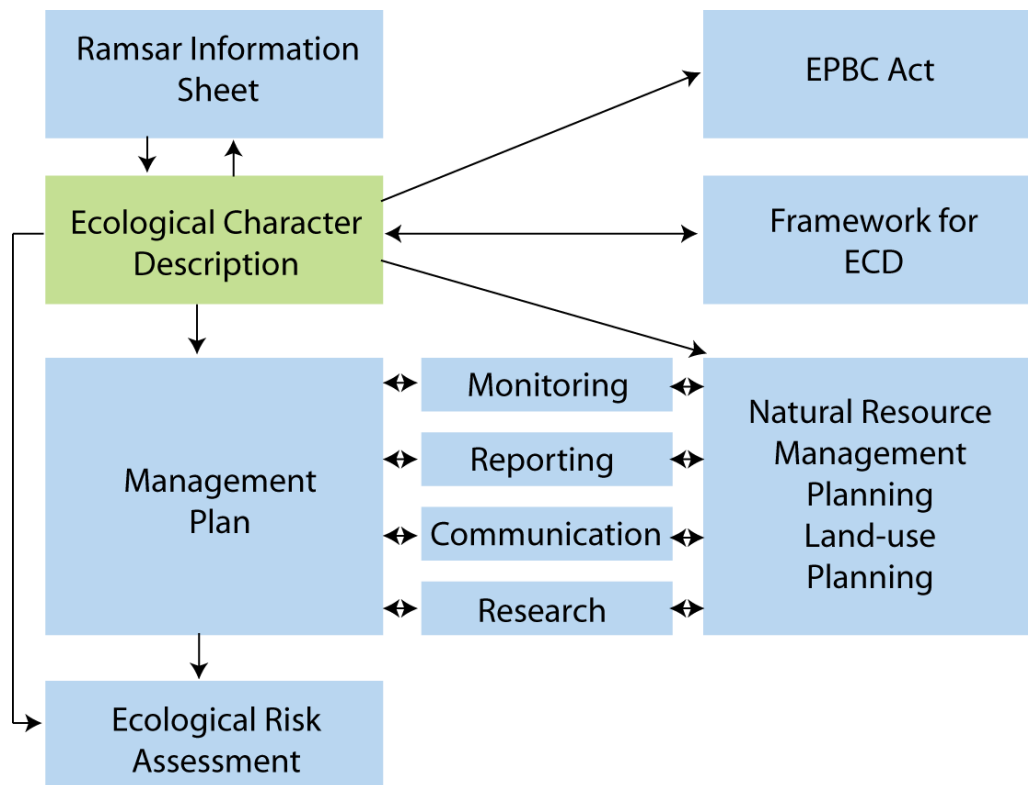 Ramsar Information
Sheet
EPBC Act
Ecological Character
Description
Framework for
ECD
Management
Plan
Monitoring
Reporting
Communication
Research
Natural Resource
Management
Planning
Land-use
Planning
Ecological Risk
Assessment